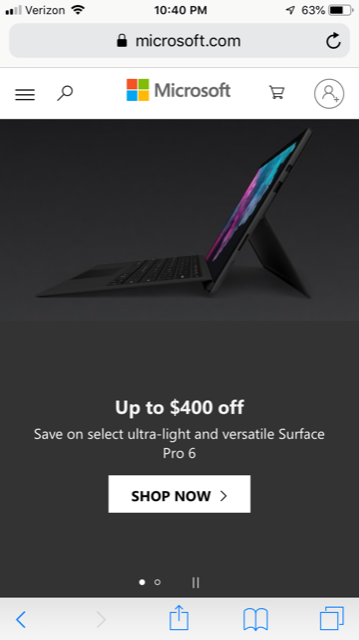 Verizon 10:40 PM 63%
microsoft.com
Microsoft
Up to $400 off
Save on select ultra-light and versatile Surface
Pro 6
SHOP NOW